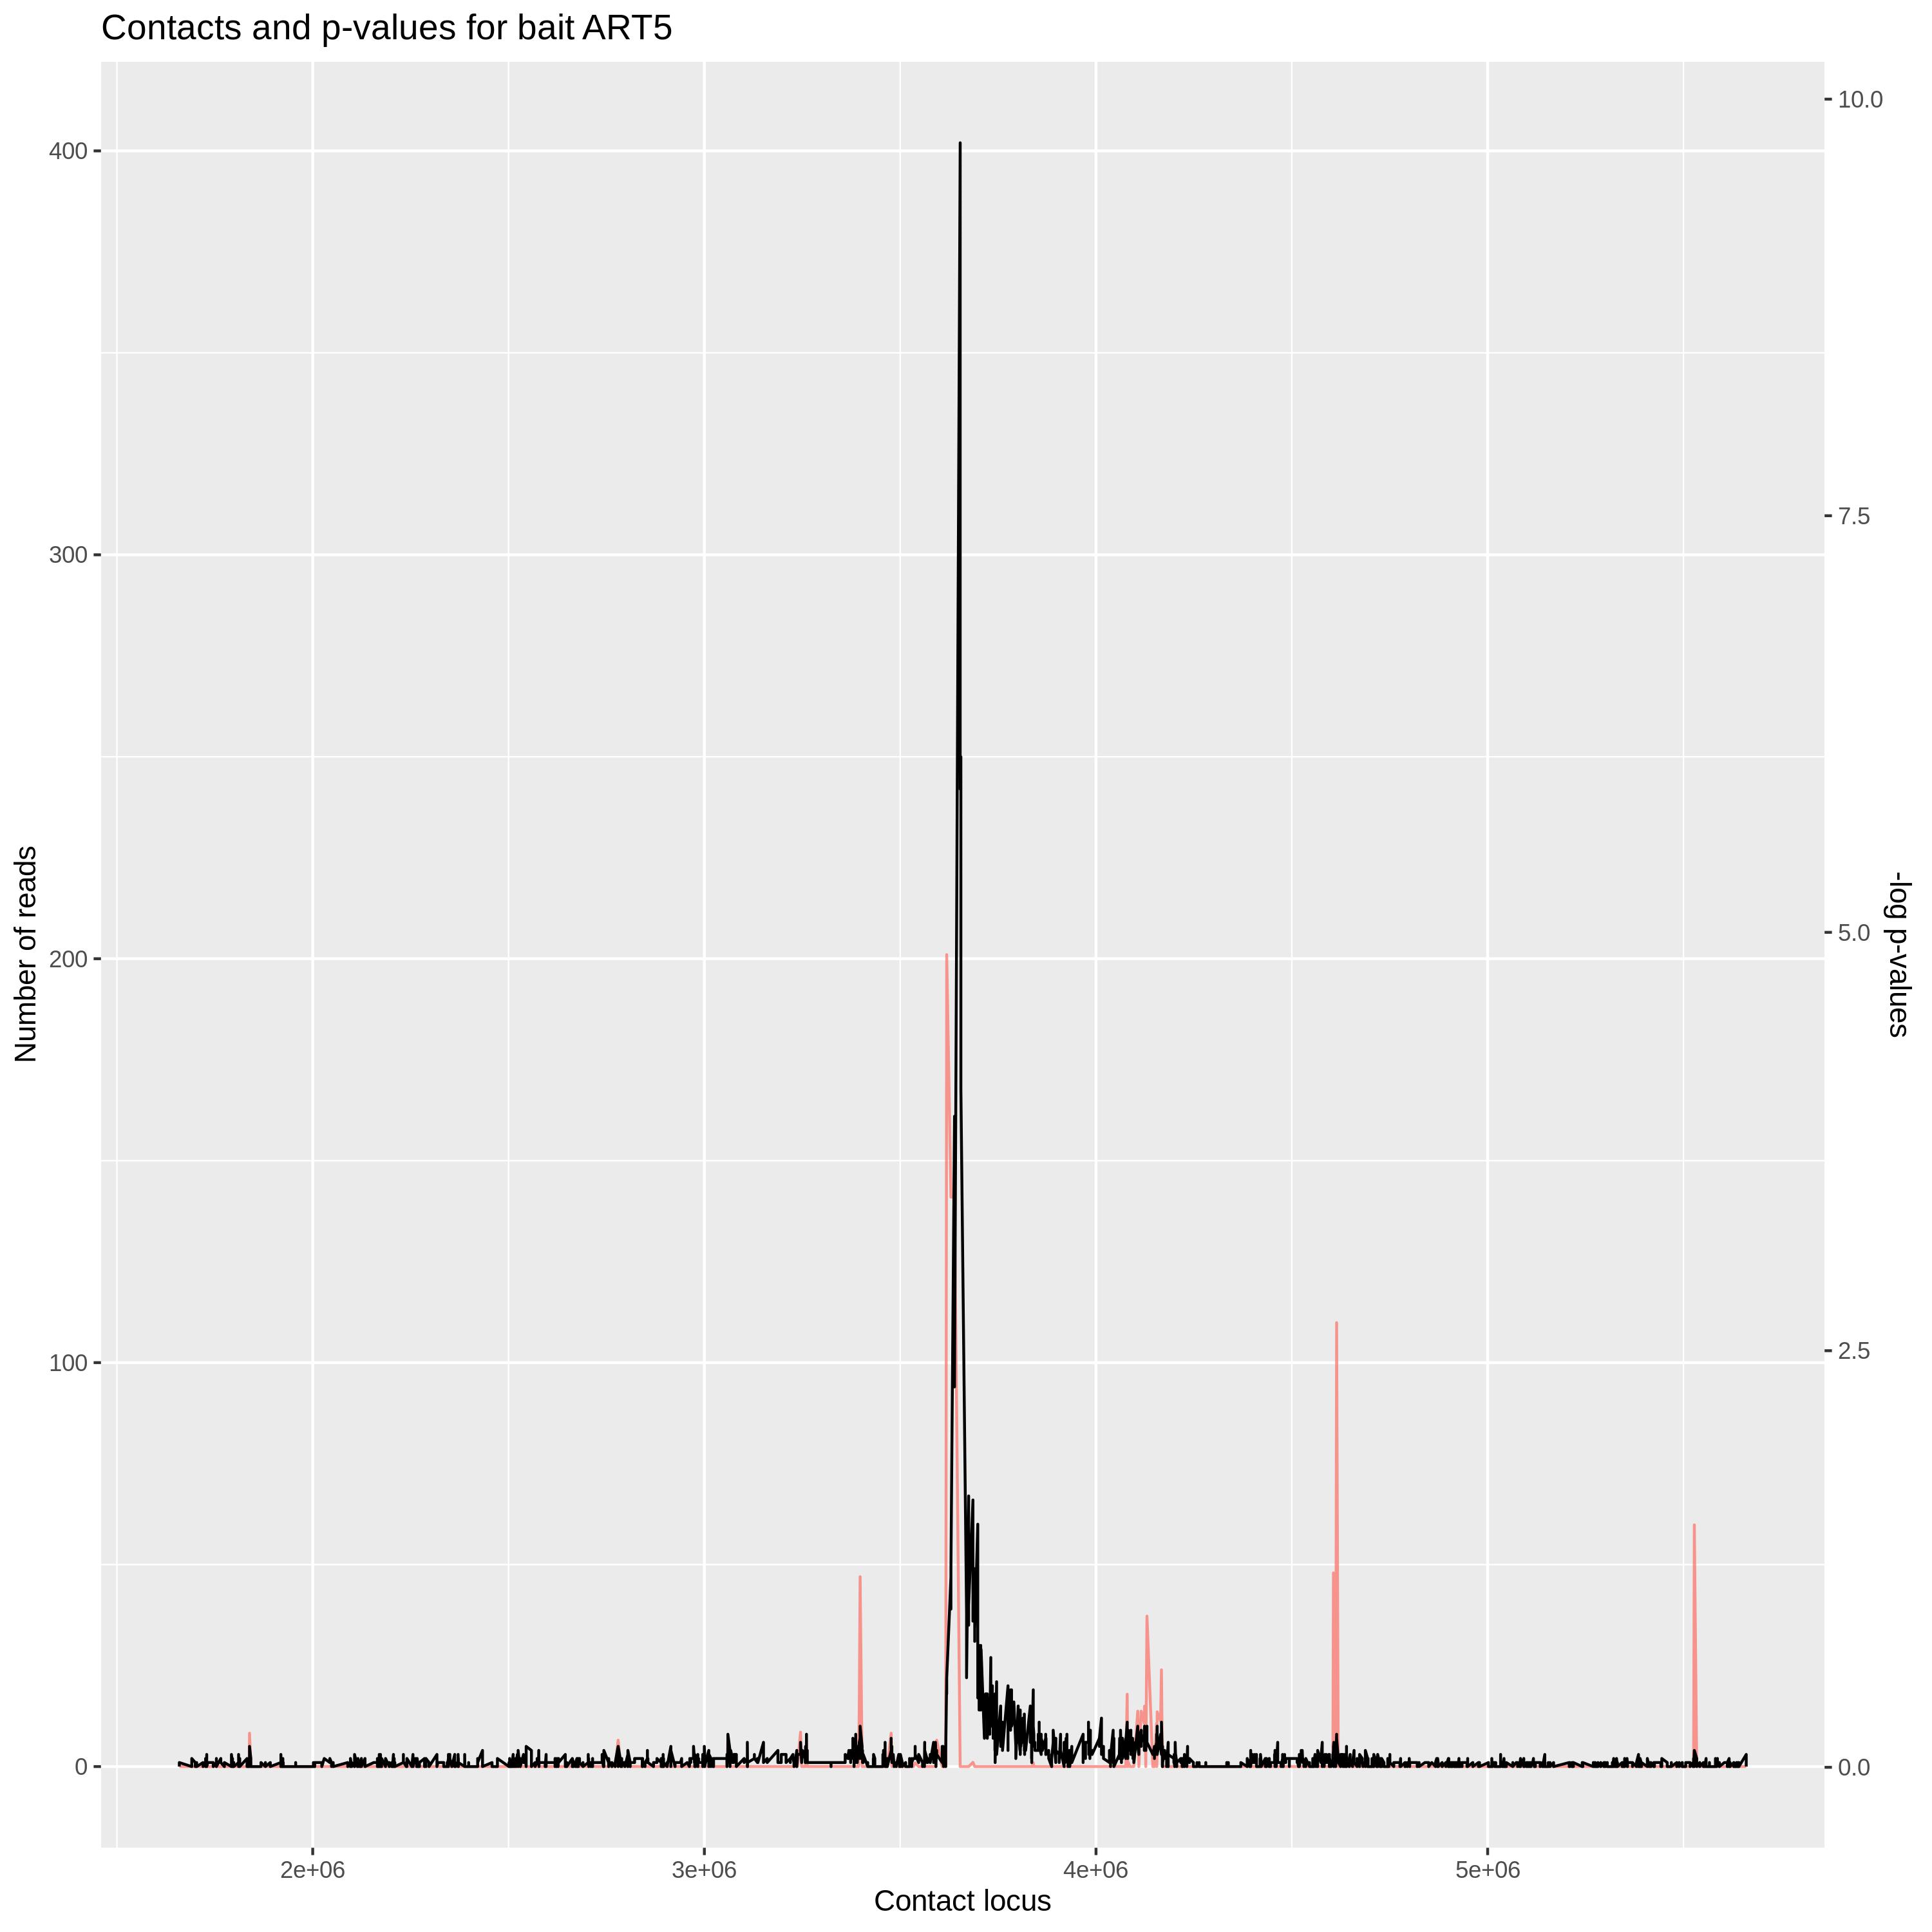 Contacts and p-values for bait ART5
400
300
200
100
0
10.0
7.5
5.0
2.5
0.0
Number of reads
-log p-values
2e+06
3e+06
4e+06
5e+06
Contact locus